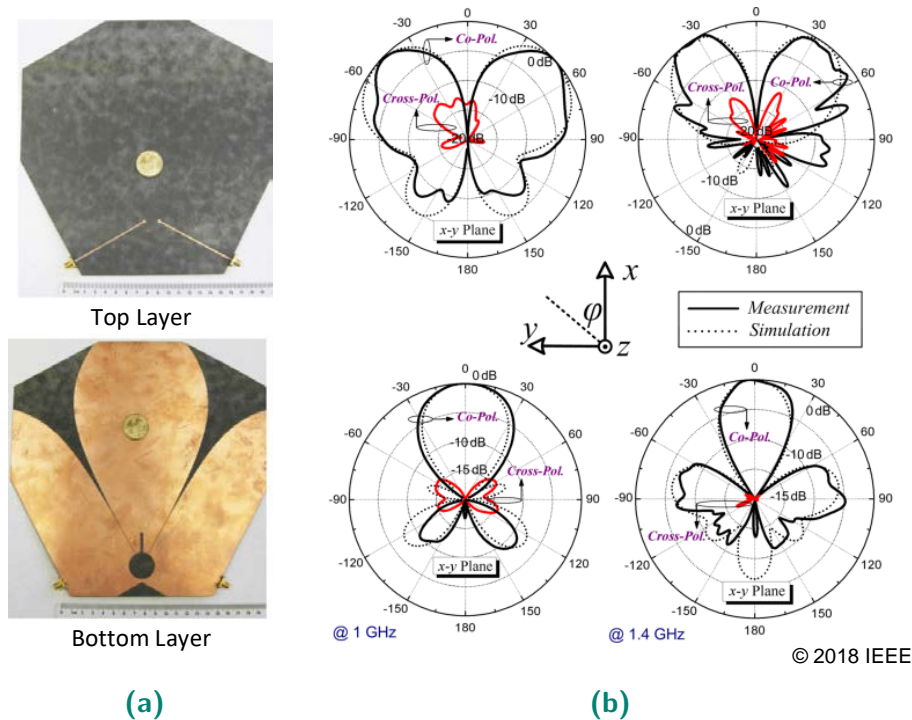 Top Layer
Bottom Layer
(a)
-30 0 30
-60 60
-90 90
-120 120
-150 150
180
Co-Pol.
0 dB
-10 dB
Cross-Pol.
-20 dB
x-y Plane
-30 0 30
-60 60
-90 90
-120 120
-150 150
180
Co-Pol.
Cross-Pol.
-20 dB
-10 dB
0 dB
x-y Plane
x
y
z
φ
Measurement
Simulation
-30 0 30
-60 60
-90 90
-120 120
-150 150
180
0 dB
Co-Pol.
-10 dB
-15 dB
Cross-Pol.
x-y Plane
@ 1 GHz
-30 0 30
-60 60
-90 90
-120 120
-150 150
180
0 dB
Co-Pol.
-10 dB
-15 dB
Cross-Pol.
x-y Plane
@ 1.4 GHz
© 2018 IEEE
(b)